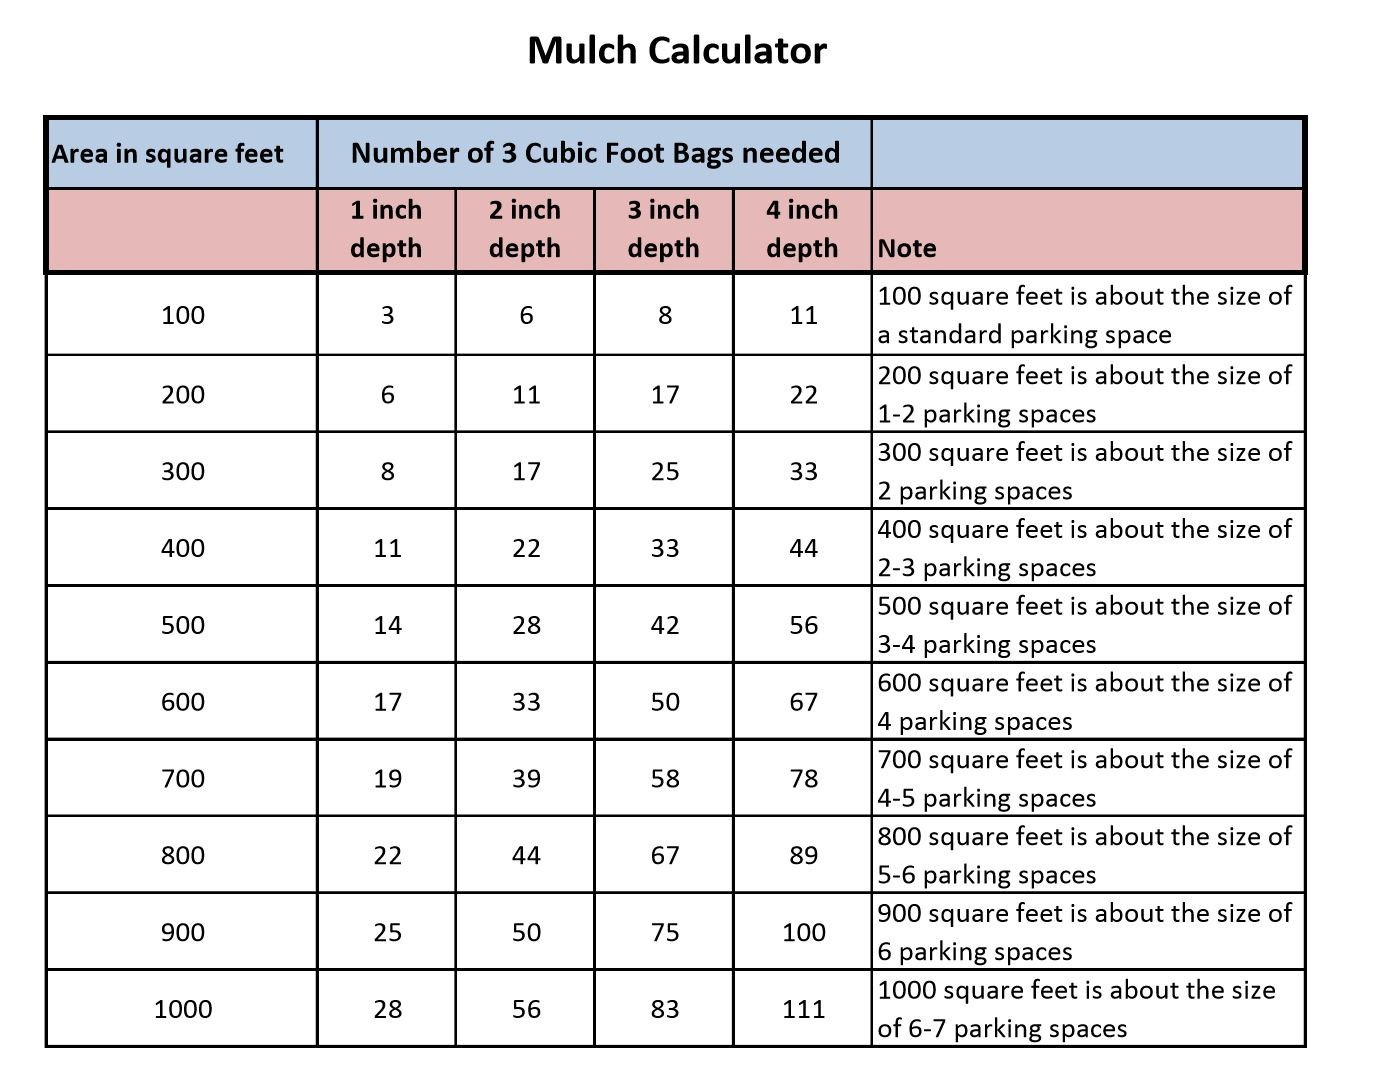 Mulch Calculator
Area in square feet Number of 3 Cubic Foot Bags needed
1 inch depth 2 inch depth 3 inch depth 4 inch depth Note
100 3 6 8 11 100 square feet is about the size of
a standard parking space
200 6 11 17 22 200 square feet is about the size of
1-2 parking spaces
300 8 17 25 33 300 square feet is about the size of
2 parking spaces
400 11 22 33 44 400 square feet is about the size of
2-3 parking spaces
500 14 28 42 56 500 square feet is about the size of
3-4 parking spaces
600 17 33 50 67 600 square feet is about the size of
4 parking spaces
700 19 39 58 78 700 square feet is about the size of
4-5 parking spaces
800 22 44 67 89 800 square feet is about the size of
5-6 parking spaces
900 25 50 75 100 900 square feet is about the size of
6 parking spaces
1000 28 56 83 111 1000 square feet is about the size
of 6-7 parking spaces